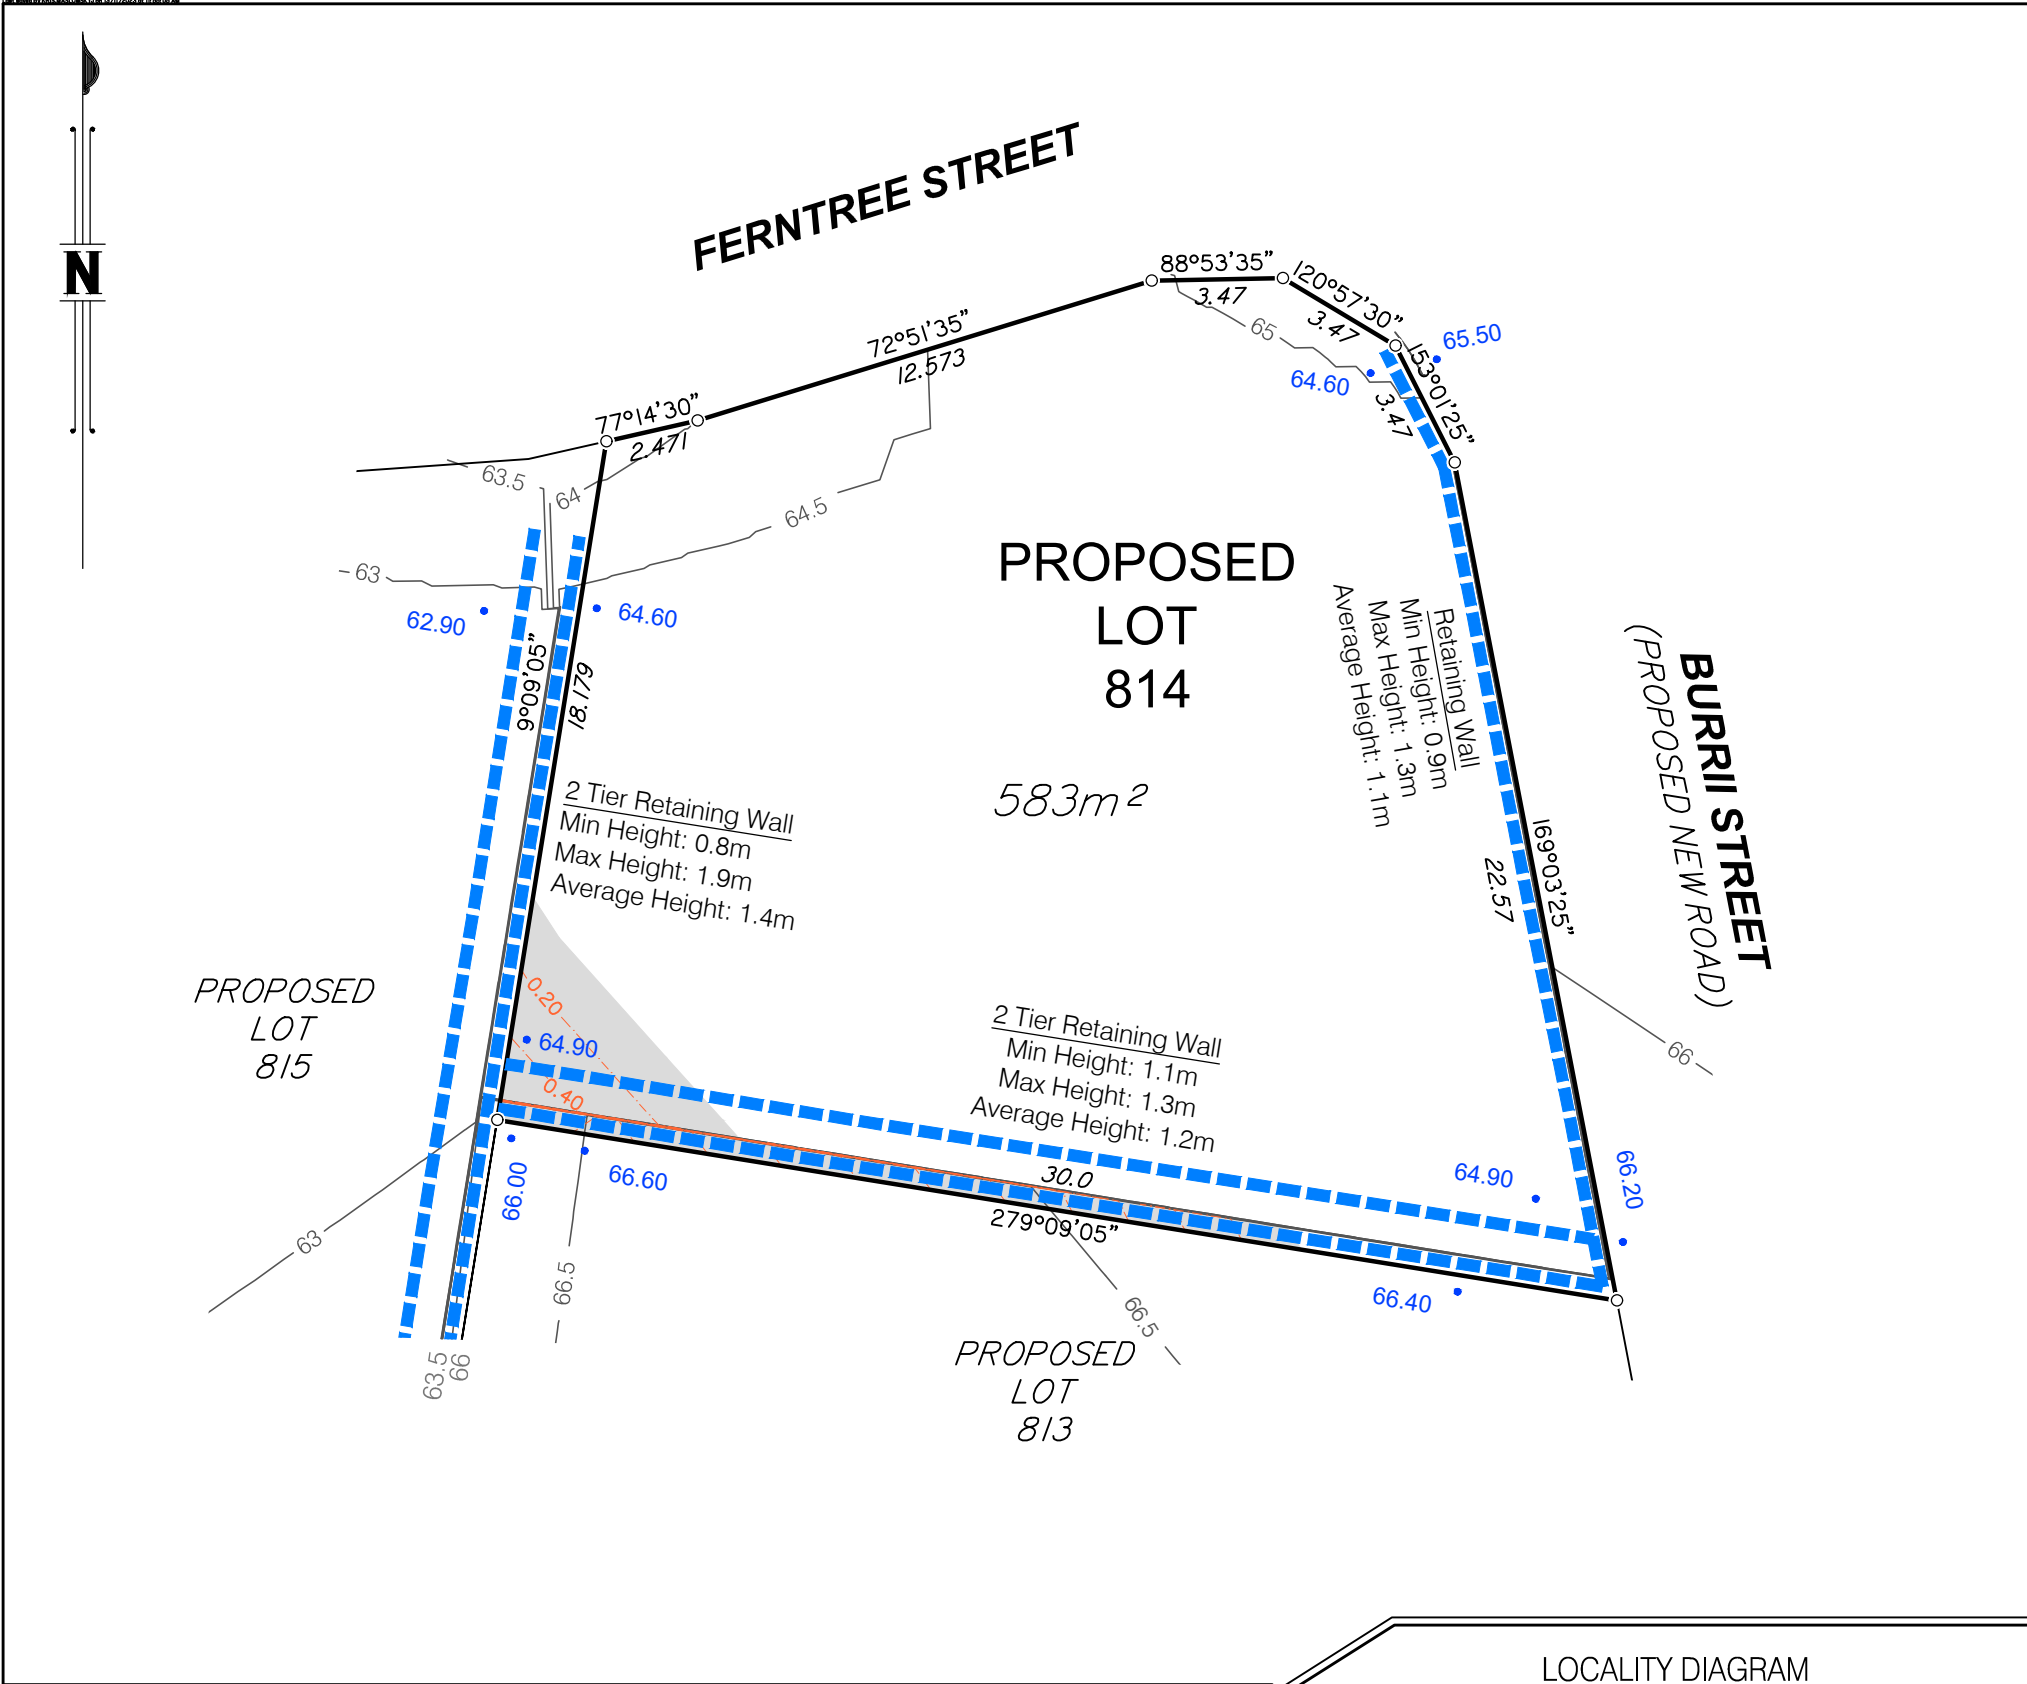 N
FERNTREE STREET
88°53'35"
3.47
120°57'30"
3.47
65
65.50
64.60
153°01'25"
3.47
72°51'35"
12.573
77°14'30"
2.471
63.5
64
64.5
63
62.90
64.60
9°09'05"
18.179
PROPOSED
LOT
814
583m²
Retaining Wall
Min Height: 0.9m
Max Height: 1.3m
Average Height: 1.1m
BURRII STREET
(PROPOSED NEW ROAD)
169°03'25"
22.57
2 Tier Retaining Wall
Min Height: 0.8m
Max Height: 1.9m
Average Height: 1.4m
PROPOSED
LOT
815
0.20
64.90
0.40
2 Tier Retaining Wall
Min Height: 1.1m
Max Height: 1.3m
Average Height: 1.2m
66
66.00
66.60
30.0
279°09'05"
64.90
66.20
63
66.5
66.5
66.40
63.5
66
PROPOSED
LOT
813
LOCALITY DIAGRAM